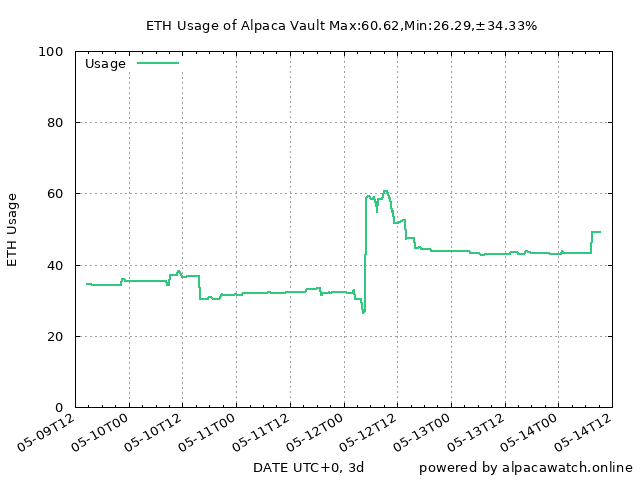 ETH Usage of Alpaca Vault Max:60.62,Min:26.29,±34.33%
Usage
100
80
60
40
20
0
ETH Usage
05-09T12
05-10T00
05-10T12
05-11T00
05-11T12
05-12T00
05-12T12
05-13T00
05-13T12
05-14T00
05-14T12
DATE UTC+0, 3d
powered by alpacawatch.online